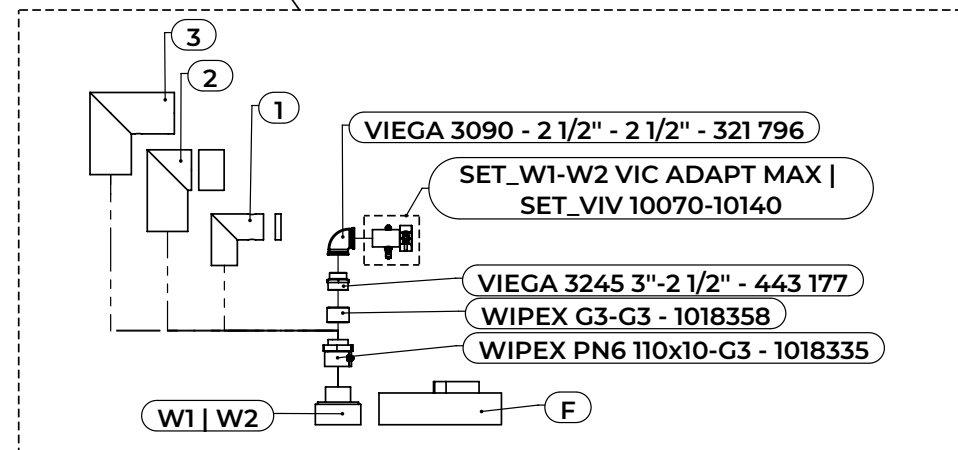 3
2
1
VIEGA 3090 - 2 1/2" - 2 1/2" - 321 796
SET_W1-W2 VIC ADAPT MAX |
SET_VIV 10070-10140
VIEGA 3245 3"-2 1/2" - 443 177
WIPEX G3-G3 - 1018358
WIPEX PN6 110x10-G3 - 1018335
W1 | W2
F